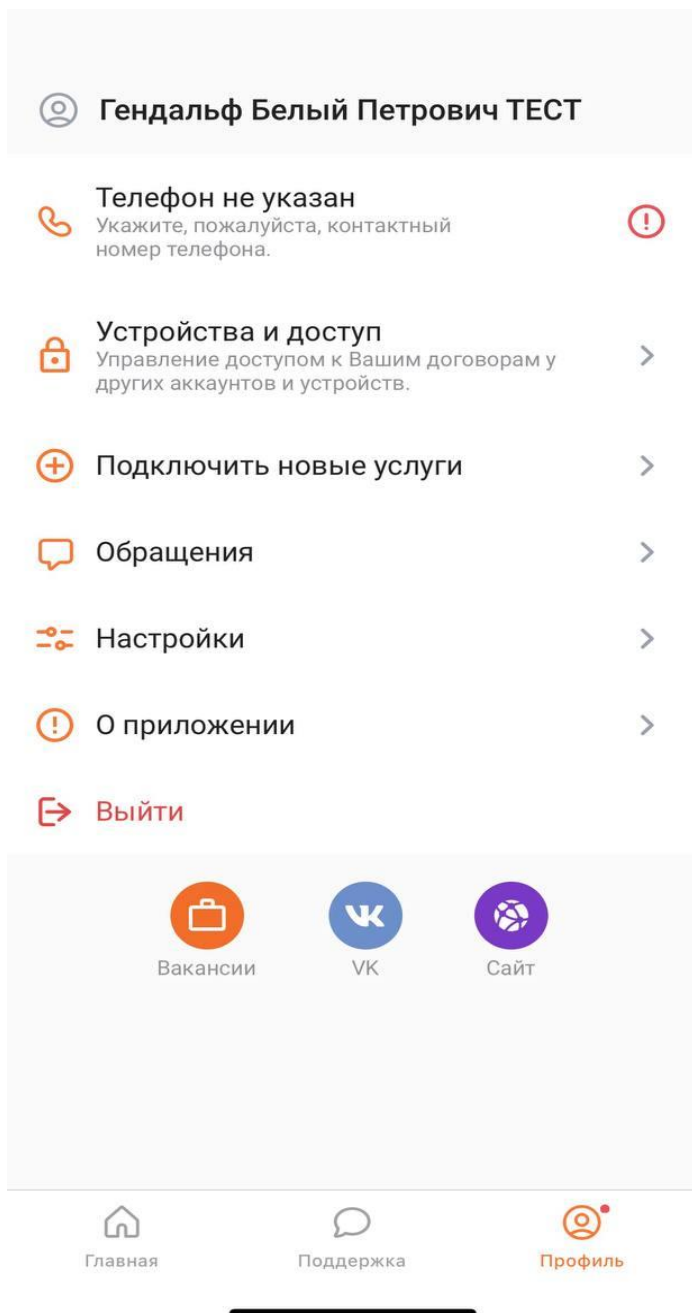 Гендальф Белый Петрович ТЕСТ
Телефон не указан
Укажите, пожалуйста, контактный
номер телефона.
Устройства и доступ
Управление доступом к Вашим договорам у
других аккаунтов и устройств.
Подключить новые услуги
Обращения
Настройки
О приложении
Выйти
Вакансии VK Сайт
Главная Поддержка Профиль